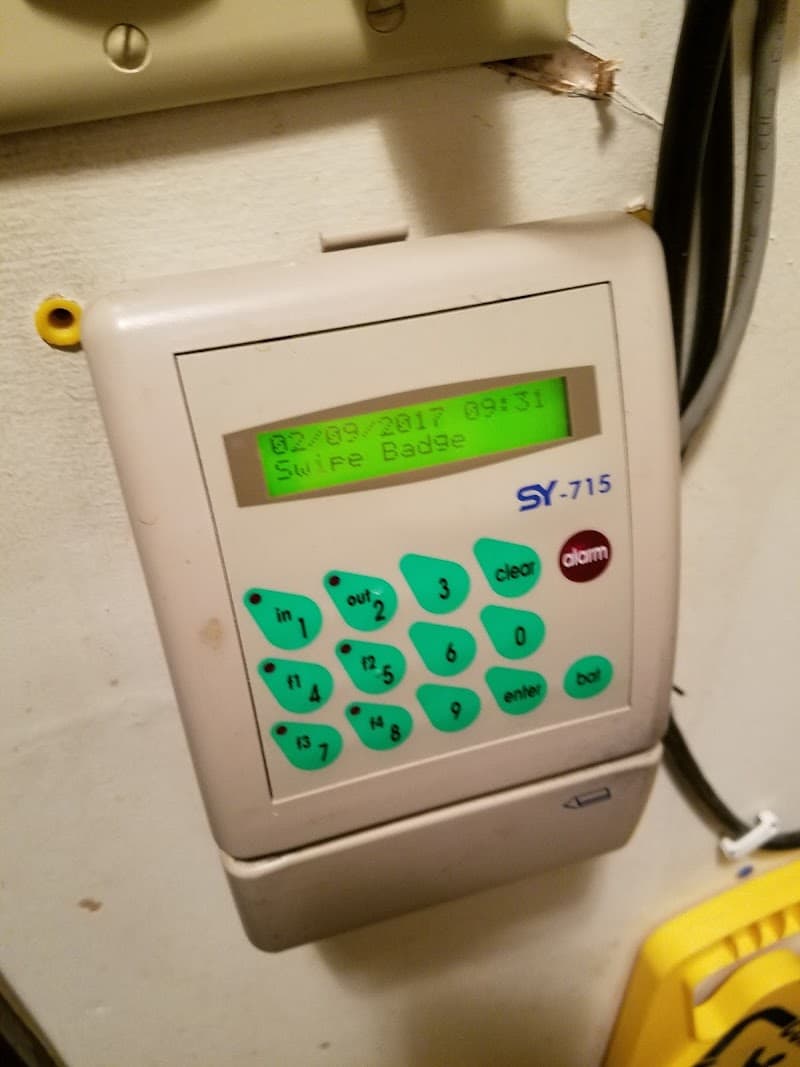 02/09/2017 09:31
Swipe Badge
SY-715
alarm
in 1 out 2 3 clear
f1 4 f2 5 6 0
f3 7 f4 8 9 enter bat